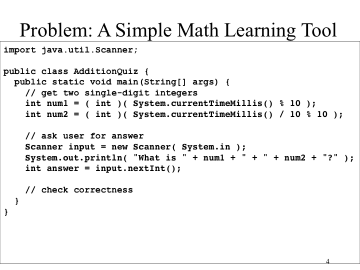 Problem: A Simple Math Learning Tool
import java.util.Scanner;
public class AdditionQuiz {
public static void main(String[] args) {
// get two single-digit integers
int num1 = ( int )( System.currentTimeMillis() % 10 );
int num2 = ( int )( System.currentTimeMillis() / 10 % 10 );
// ask user for answer
Scanner input = new Scanner( System.in );
System.out.println( "What is " + num1 + " + " + num2 + "?" );
int answer = input.nextInt();
// check correctness
}
}
4